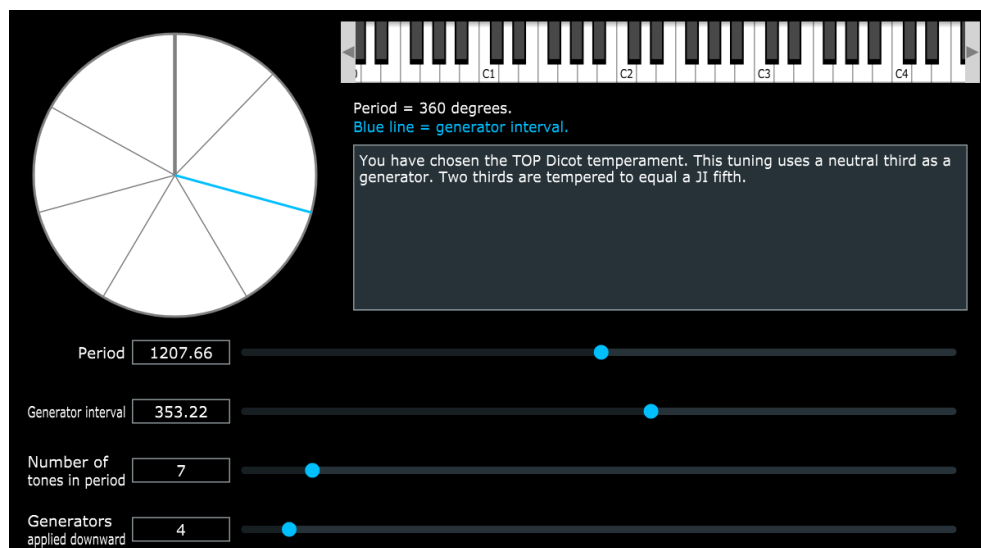 C1
C2
C3
C4
Period = 360 degrees.
Blue line = generator interval.
You have chosen the TOP Dicot temperament. This tuning uses a neutral third as a
generator. Two thirds are tempered to equal a JI fifth.
Period 1207.66
Generator interval 353.22
Number of
tones in period 7
Generators
applied downward 4